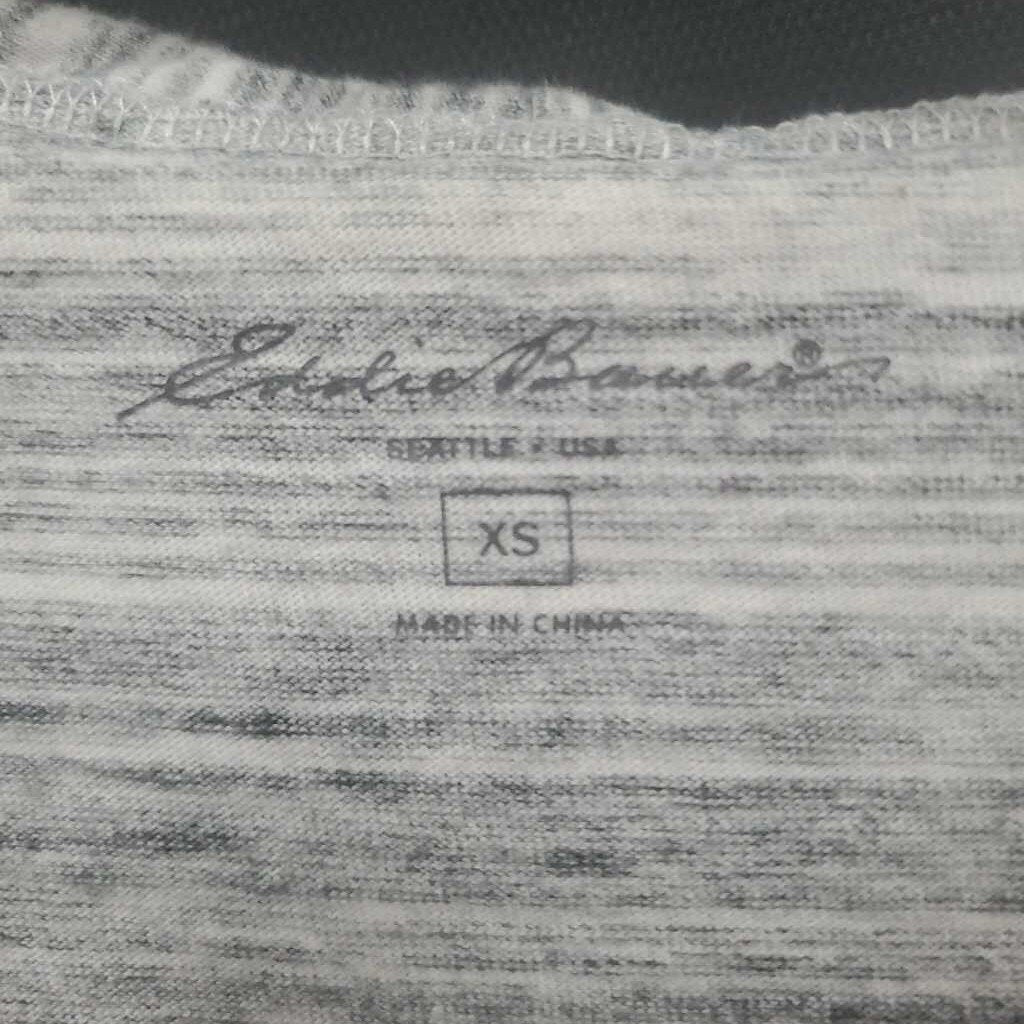 Eddie Bauer®
SEATTLE • USA
XS
MADE IN CHINA